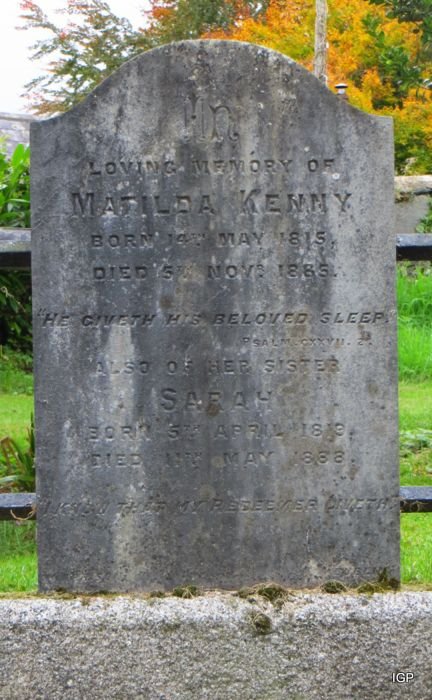 In
LOVING MEMORY OF
MATILDA KENNY
BORN 14TH MAY 1815,
DIED 5TH NOVR 1885.
"HE GIVETH HIS BELOVED SLEEP."
PSALM. CXXVII. 2.
ALSO OF HER SISTER
SARAH
BORN 5TH APRIL 1819.
DIED 11TH MAY 1888.
"I KNOW THAT MY REDEEMER LIVETH."
IGP